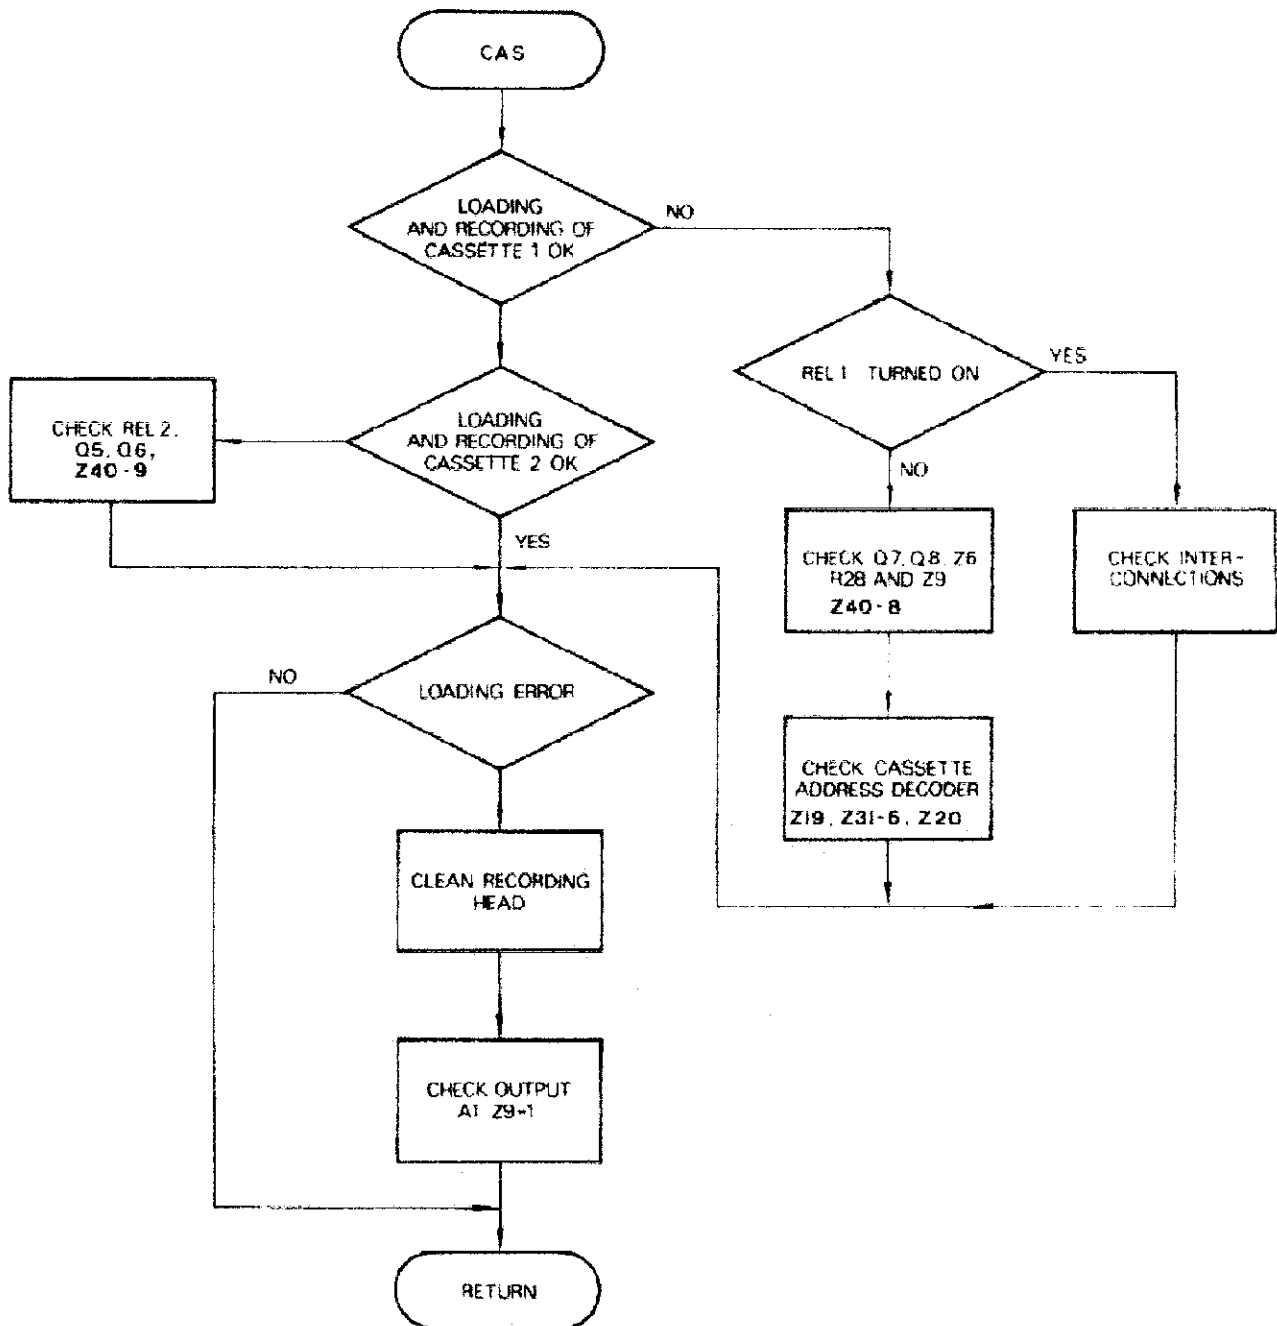 CAS
LOADING
AND RECORDING OF
CASSETTE 1 OK
NO
REL 1 TURNED ON
YES
LOADING
AND RECORDING OF
CASSETTE 2 OK
CHECK REL 2,
Q5, Q6,
Z40-9
NO
YES
CHECK Q7, Q8, Z6
R28 AND Z9
Z40-8
CHECK INTER-
CONNECTIONS
NO
LOADING ERROR
CHECK CASSETTE
ADDRESS DECODER
Z19, Z31-6, Z20
CLEAN RECORDING
HEAD
CHECK OUTPUT
AT Z9-1
RETURN